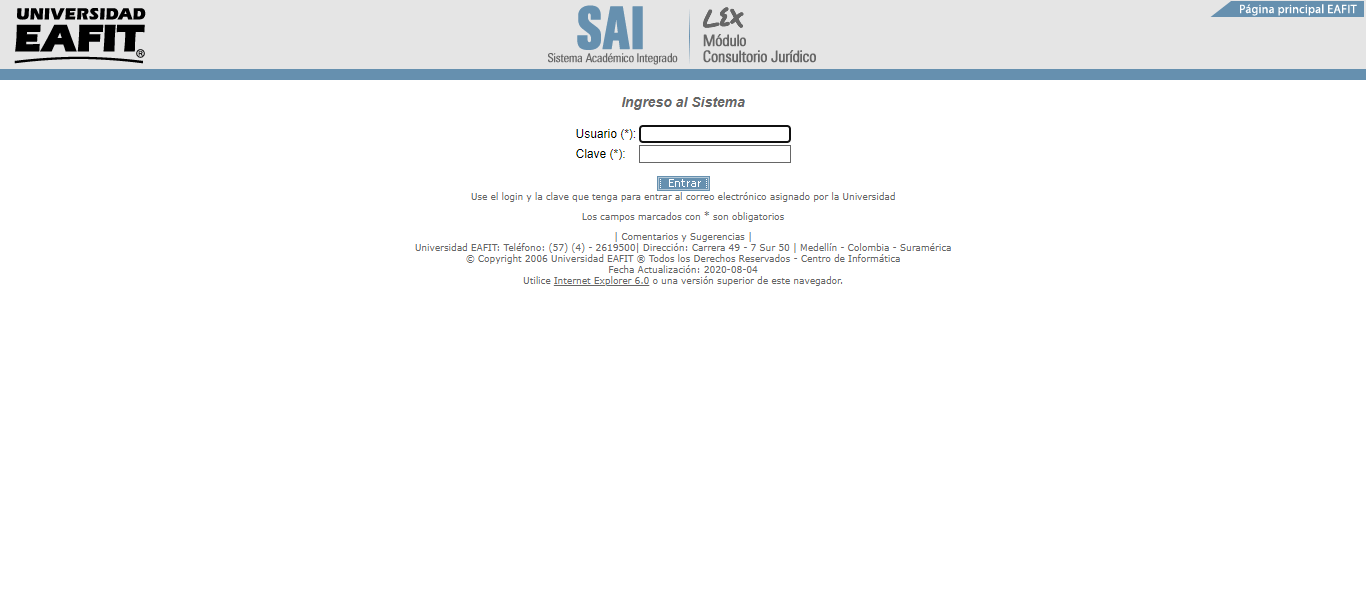 UNIVERSIDAD
EAFIT®
SAI
Sistema Académico Integrado
LEX
Módulo
Consultorio Jurídico
Página principal EAFIT
Ingreso al Sistema
Usuario (*):
Clave (*):
Entrar
Use el login y la clave que tenga para entrar al correo electrónico asignado por la Universidad
Los campos marcados con * son obligatorios
| Comentarios y Sugerencias |
Universidad EAFIT: Teléfono: (57) (4) - 2619500| Dirección: Carrera 49 - 7 Sur 50 | Medellín - Colombia - Suramérica
© Copyright 2006 Universidad EAFIT ® Todos los Derechos Reservados - Centro de Informática
Fecha Actualización: 2020-08-04
Utilice Internet Explorer 6.0 o una versión superior de este navegador.